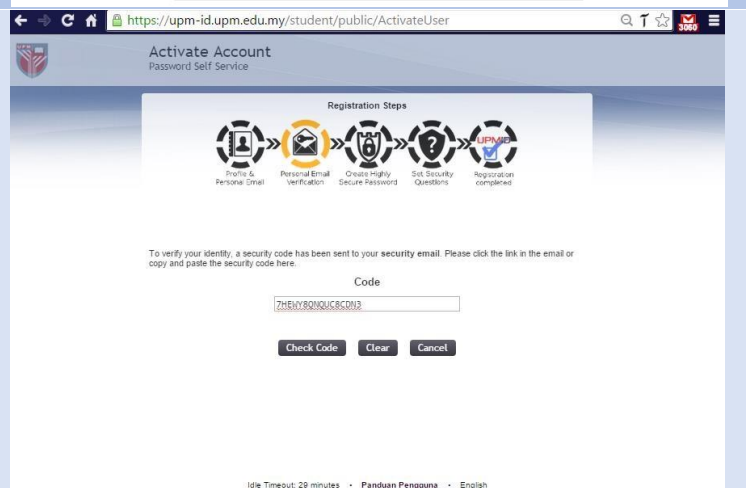 https://upm-id.upm.edu.my/student/public/ActivateUser
3060
Activate Account
Password Self Service
Registration Steps
UPMID
Profile &
Personal Email
Personal Email
Verification
Create Highly
Secure Password
Set Security
Questions
Registration
completed
To verify your identity, a security code has been sent to your security email. Please click the link in the email or
copy and paste the security code here.
Code
7HEWY8QNQUC8CDN3
Check Code Clear Cancel
Idle Timeout: 29 minutes • Panduan Pengguna • English